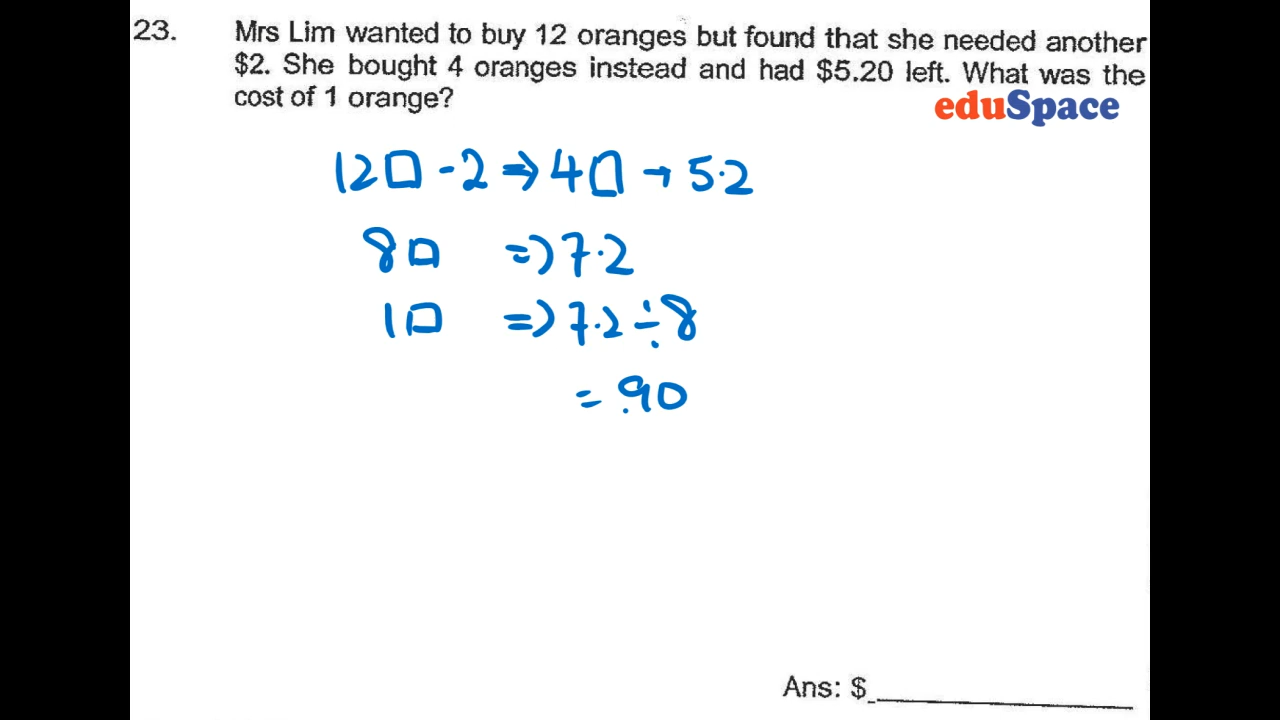 23. Mrs Lim wanted to buy 12 oranges but found that she needed another
$2. She bought 4 oranges instead and had $5.20 left. What was the
cost of 1 orange?
eduSpace
12□ - 2 ⇒ 4□ + 5.2
8□ ⇒ 7.2
1□ ⇒ 7.2 ÷ 8
= .90
Ans: $